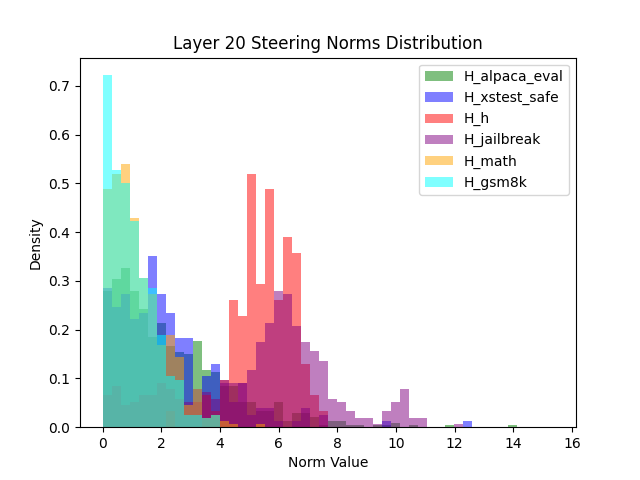 Layer 20 Steering Norms Distribution
H_alpaca_eval
H_xstest_safe
H_h
H_jailbreak
H_math
H_gsm8k
Density
0.7
0.6
0.5
0.4
0.3
0.2
0.1
0.0
0 2 4 6 8 10 12 14 16
Norm Value